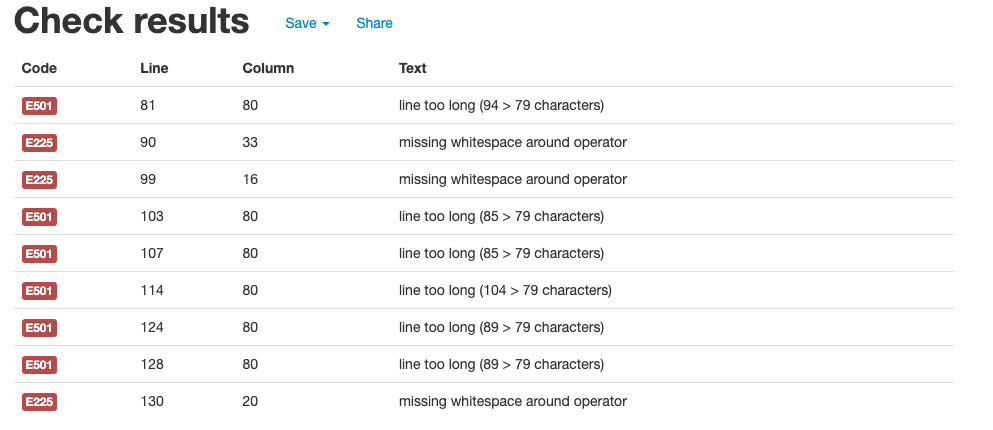 Check results Save Share
Code Line Column Text
E501 81 80 line too long (94 > 79 characters)
E225 90 33 missing whitespace around operator
E225 99 16 missing whitespace around operator
E501 103 80 line too long (85 > 79 characters)
E501 107 80 line too long (85 > 79 characters)
E501 114 80 line too long (104 > 79 characters)
E501 124 80 line too long (89 > 79 characters)
E501 128 80 line too long (89 > 79 characters)
E225 130 20 missing whitespace around operator